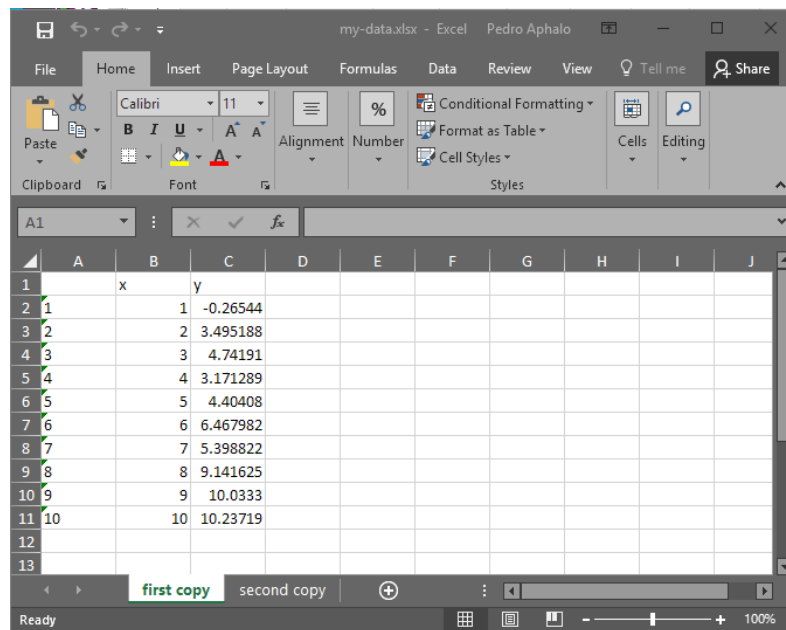 my-data.xlsx - Excel Pedro Aphalo
File Home Insert Page Layout Formulas Data Review View Tell me Share
Calibri 11 % Conditional Formatting
Paste B I U A A Alignment Number Format as Table Cells Editing
A Cell Styles
Clipboard Font Styles
A1 fx
A B C D E F G H I J
1 x y
2 1 1 -0.26544
3 2 2 3.495188
4 3 3 4.74191
5 4 4 3.171289
6 5 5 4.40408
7 6 6 6.467982
8 7 7 5.398822
9 8 8 9.141625
10 9 9 10.0333
11 10 10 10.23719
12
13
first copy second copy
Ready - + 100%